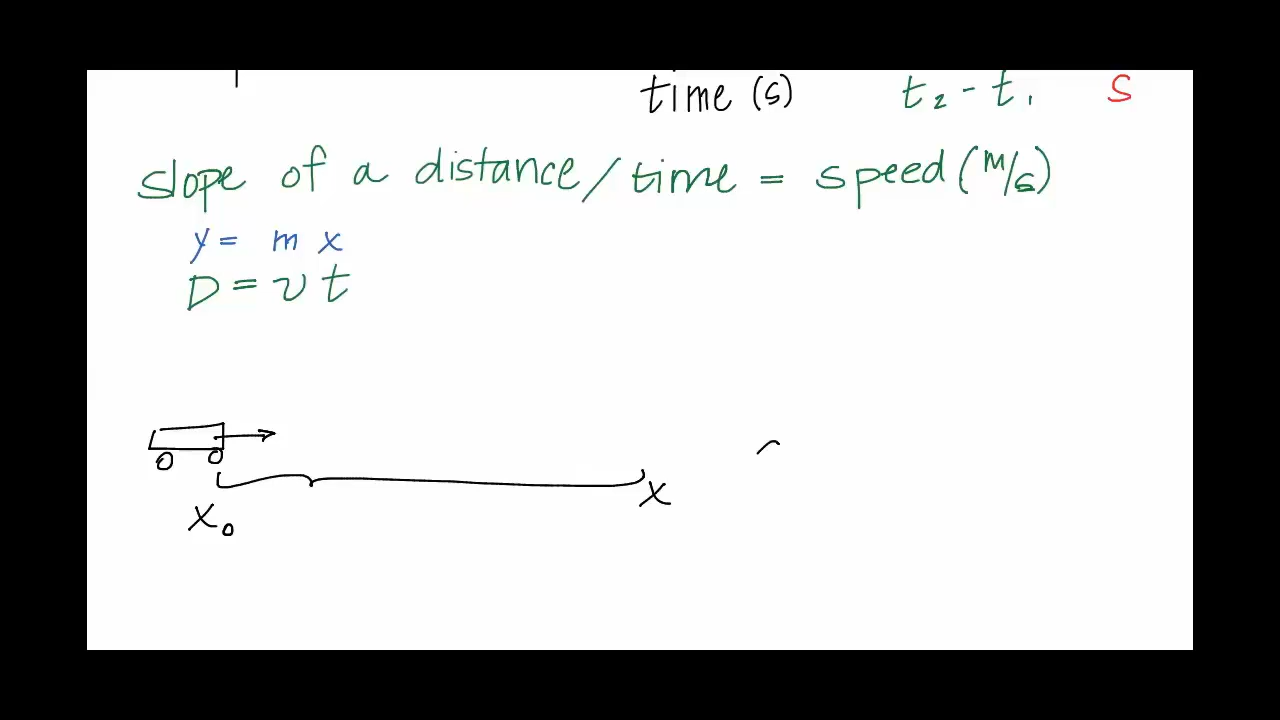 time (s) t₂ - t₁ s
slope of a distance/time = speed (m/s)
y = m x
D = v t
x
x₀